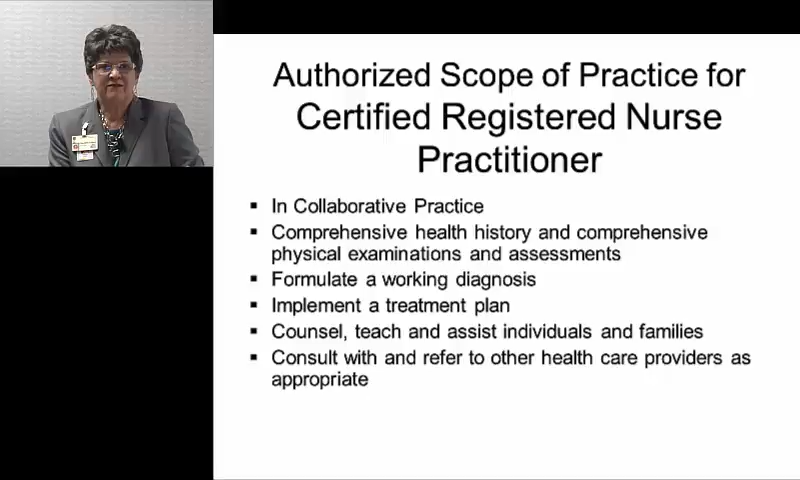 Authorized Scope of Practice for
Certified Registered Nurse
Practitioner
▪ In Collaborative Practice
▪ Comprehensive health history and comprehensive
physical examinations and assessments
▪ Formulate a working diagnosis
▪ Implement a treatment plan
▪ Counsel, teach and assist individuals and families
▪ Consult with and refer to other health care providers as
appropriate